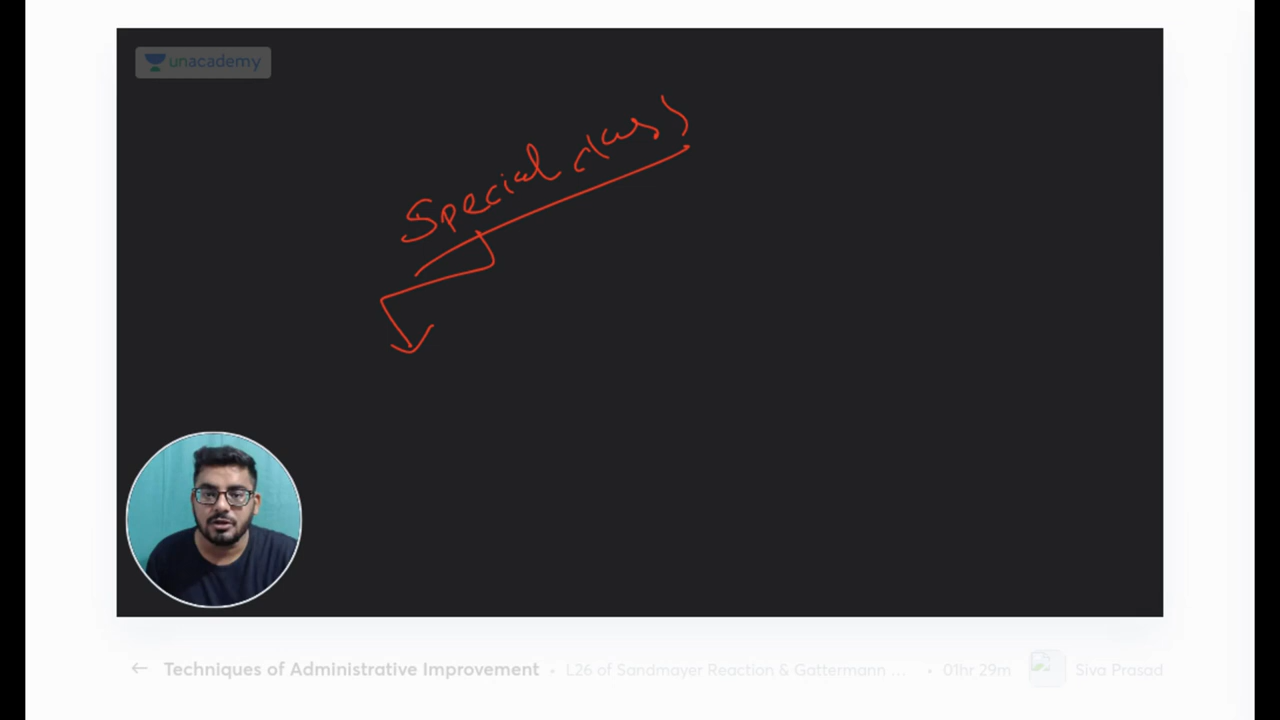 unacademy
Special class)
Techniques of Administrative Improvement • L26 of Sandmayer Reaction & Gattermann ... • 01hr 29m Siva Prasad